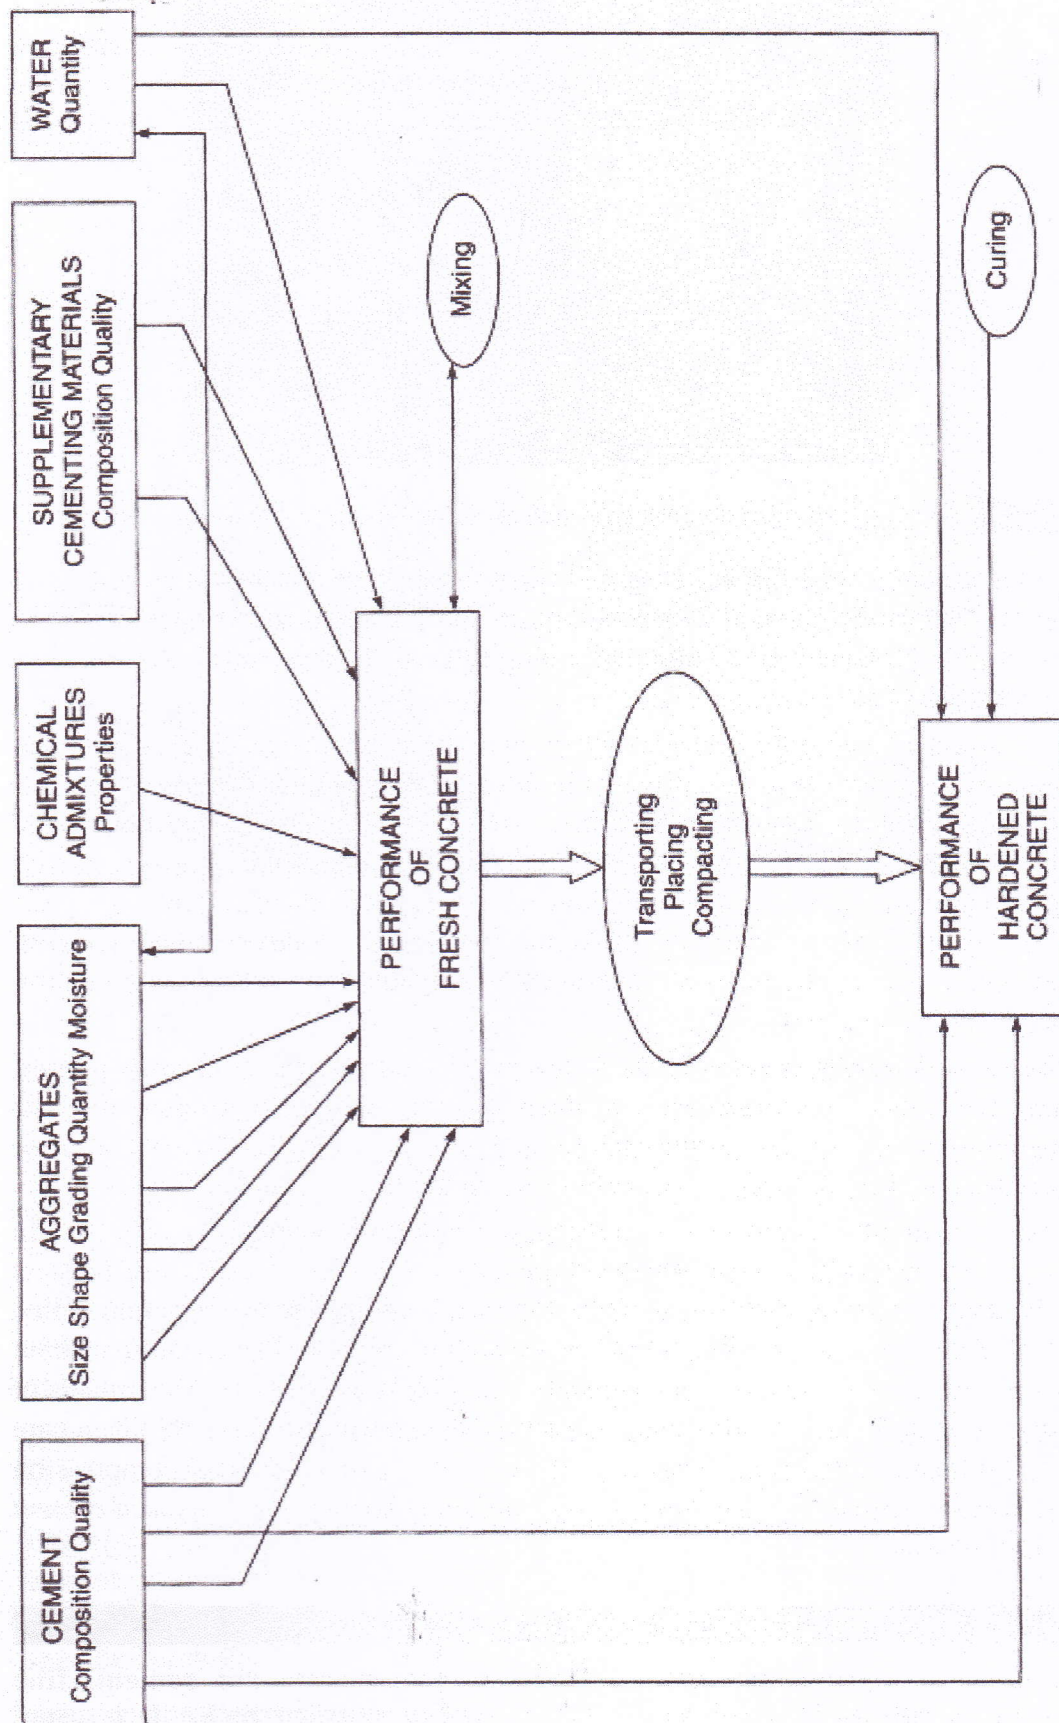 CEMENT
Composition Quality
AGGREGATES
Size Shape Grading Quantity Moisture
CHEMICAL
ADMIXTURES
Properties
SUPPLEMENTARY
CEMENTING MATERIALS
Composition Quality
WATER
Quantity
PERFORMANCE
OF
FRESH CONCRETE
Mixing
Transporting
Placing
Compacting
PERFORMANCE
OF
HARDENED
CONCRETE
Curing